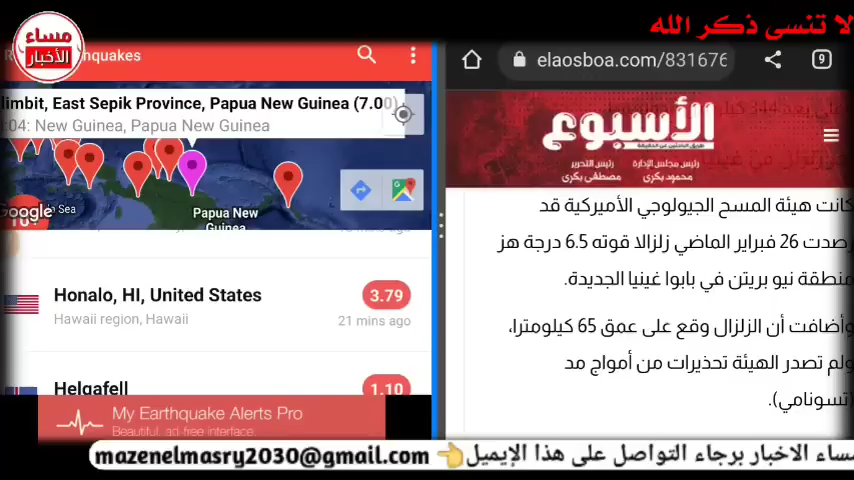 لا تنسى ذكر الله
مساء
الأخبار
hquakes
limbit, East Sepik Province, Papua New Guinea (7.00)
:04: New Guinea, Papua New Guinea
Google
Sea
Papua New
Guinea
Honalo, HI, United States
3.79
Hawaii region, Hawaii
21 mins ago
Helgafell
1.10
My Earthquake Alerts Pro
Beautiful, ad-free interface.
elaosboa.com/831676
9
الأسبوع
رئيس مجلس الإدارة
محمود بكرى
رئيس التحرير
مصطفى بكرى
كانت هيئة المسح الجيولوجي الأميركية قد
رصدت 26 فبراير الماضي زلزالا قوته 6.5 درجة هز
منطقة نيو بريتن في بابوا غينيا الجديدة.
وأضافت أن الزلزال وقع على عمق 65 كيلومترا،
ولم تصدر الهيئة تحذيرات من أمواج مد
(تسونامي).
مساء الاخبار برجاء التواصل على هذا الإيميل👈 mazenelmasry2030@gmail.com